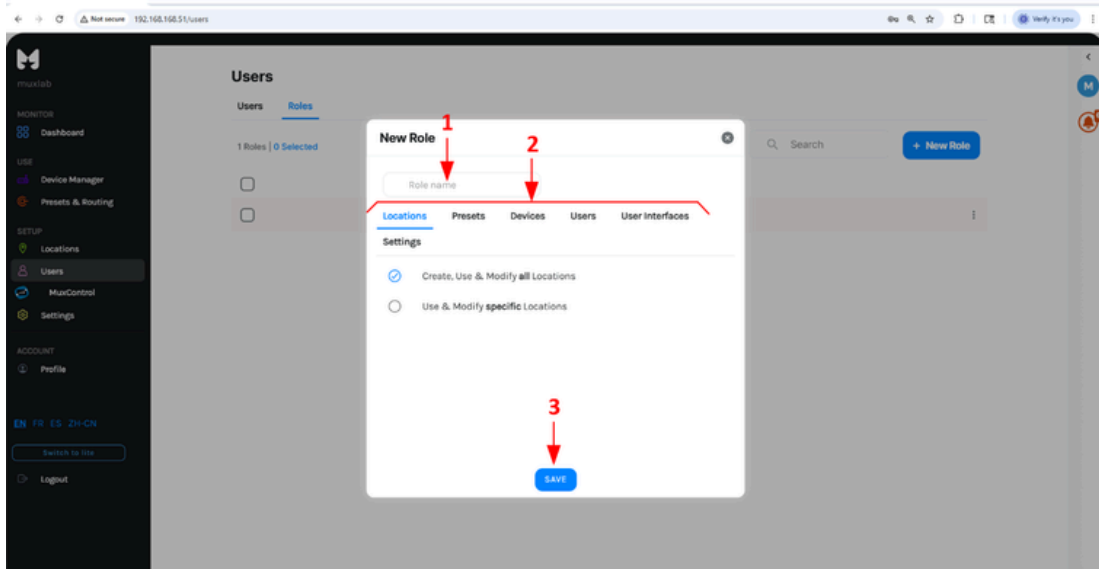 Not secure 192.168.168.51/users
Verify it's you
muxlab
MONITOR
Dashboard
USE
Device Manager
Presets & Routing
SETUP
Locations
Users
MuxControl
Settings
ACCOUNT
Profile
EN FR ES ZH-CN
Switch to lite
Logout
Users
Users Roles
1 Roles | 0 Selected
Search
+ New Role
M
New Role
1
2
Role name
Locations Presets Devices Users User Interfaces
Settings
Create, Use & Modify all Locations
Use & Modify specific Locations
3
SAVE